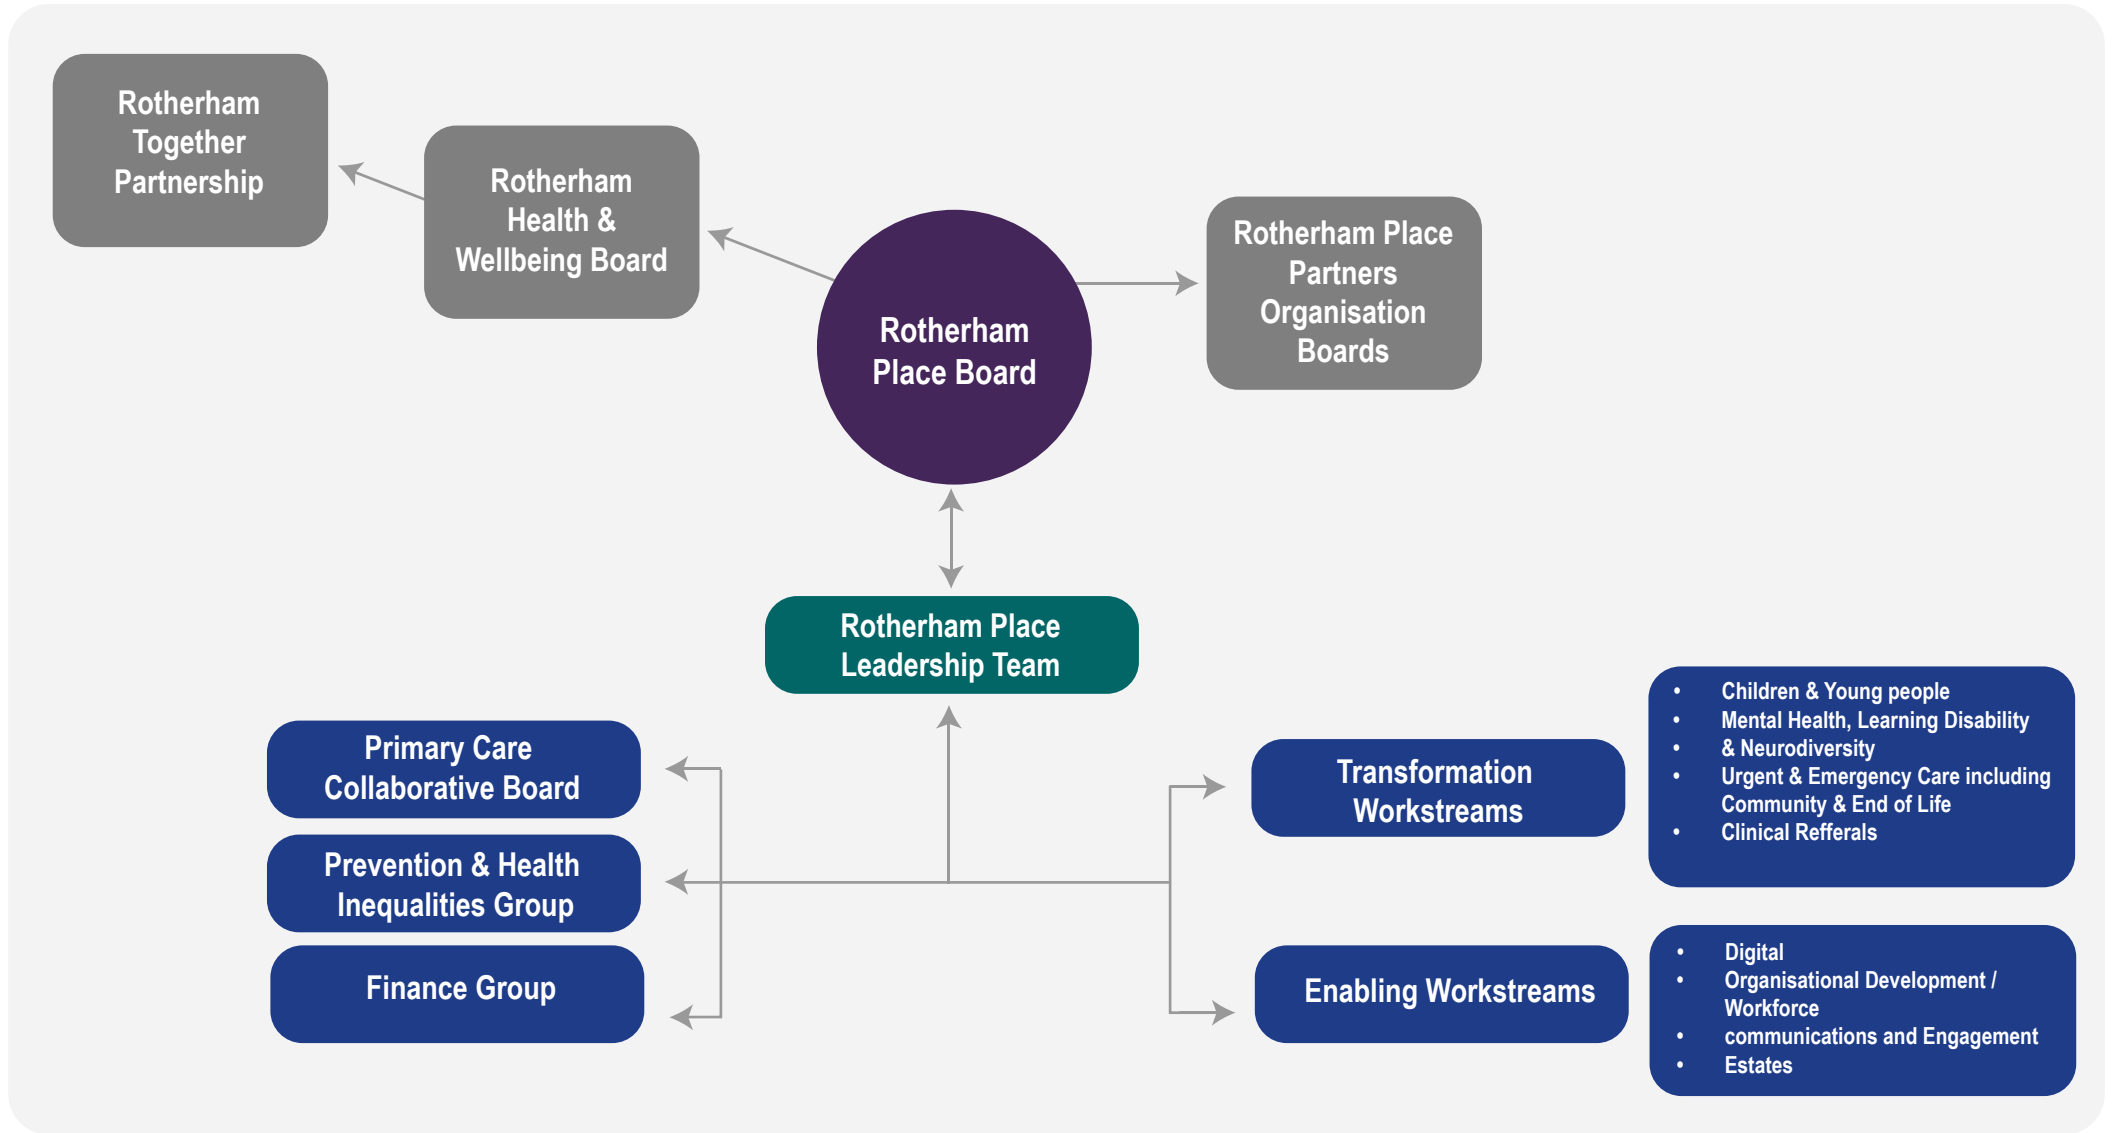 Rotherham
Together
Partnership
Rotherham
Health &
Wellbeing Board
Rotherham
Place Board
Rotherham Place
Partners
Organisation
Boards
Rotherham Place
Leadership Team
Primary Care
Collaborative Board
Prevention & Health
Inequalities Group
Finance Group
Transformation
Workstreams
• Children & Young people
• Mental Health, Learning Disability
• & Neurodiversity
• Urgent & Emergency Care including
Community & End of Life
• Clinical Refferals
Enabling Workstreams
• Digital
• Organisational Development /
Workforce
• communications and Engagement
• Estates